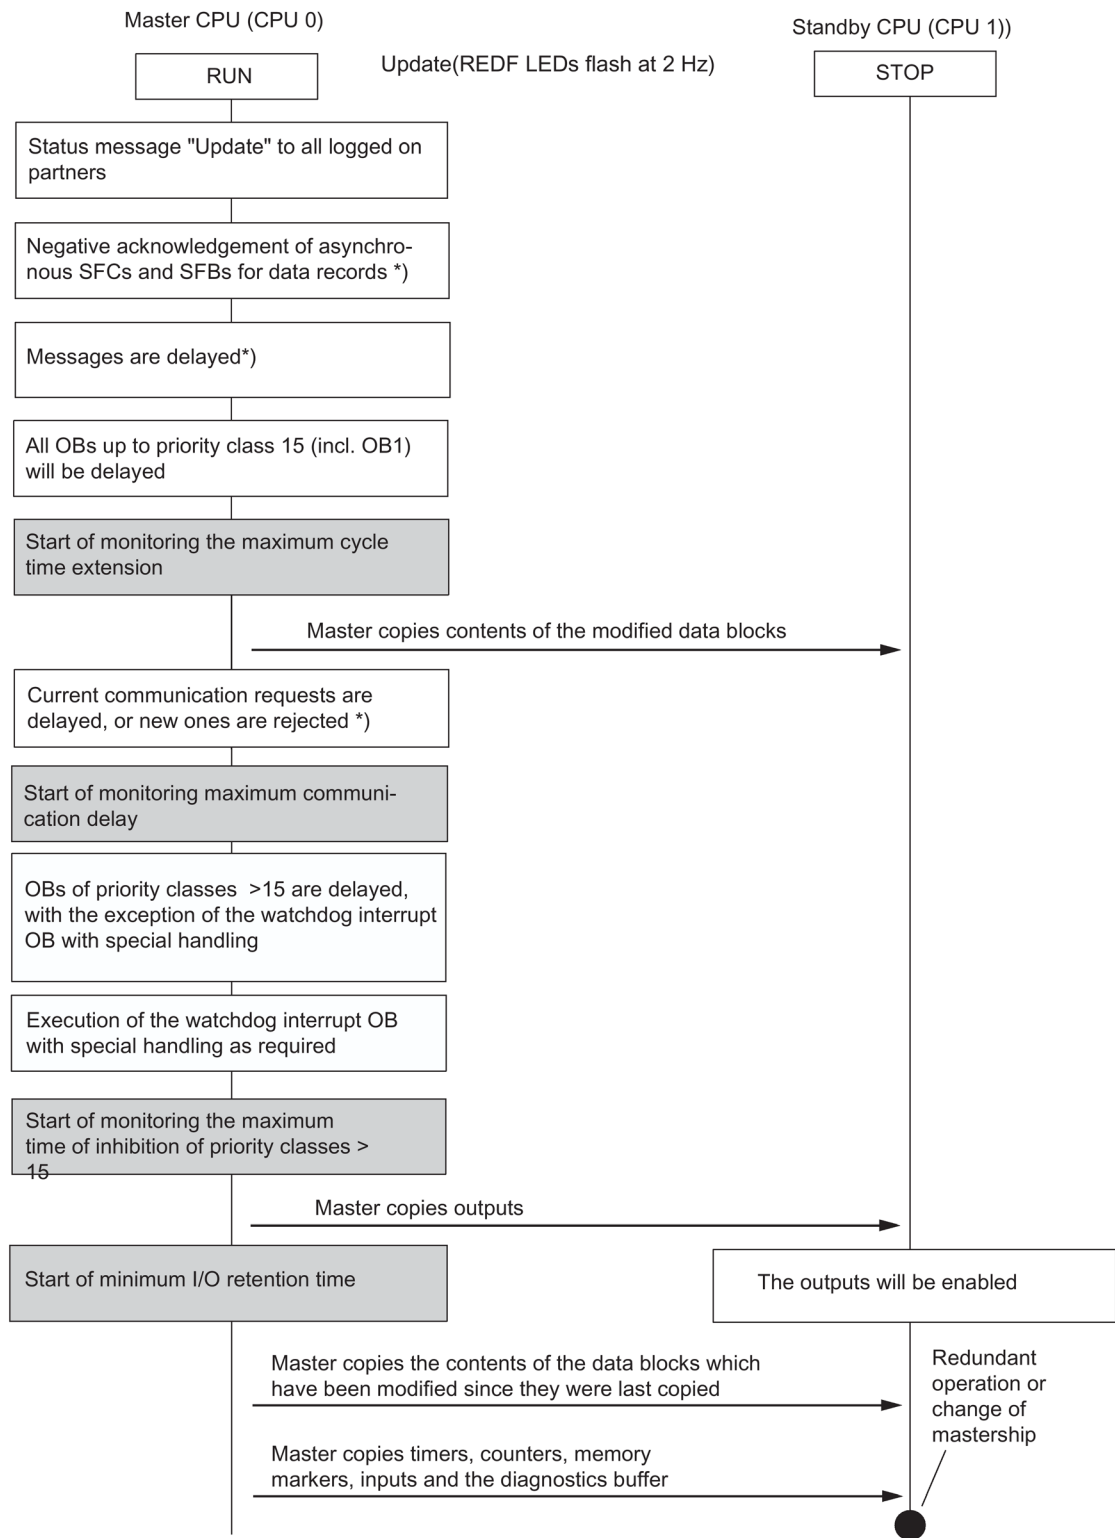 Master CPU (CPU 0)
Standby CPU (CPU 1))
Update(REDF LEDs flash at 2 Hz)
RUN
STOP
Status message "Update" to all logged on
partners
Negative acknowledgement of asynchro-
nous SFCs and SFBs for data records *)
Messages are delayed*)
All OBs up to priority class 15 (incl. OB1)
will be delayed
Start of monitoring the maximum cycle
time extension
Master copies contents of the modified data blocks
Current communication requests are
delayed, or new ones are rejected *)
Start of monitoring maximum communi-
cation delay
OBs of priority classes  >15 are delayed,
with the exception of the watchdog interrupt
OB with special handling
Execution of the watchdog interrupt OB
with special handling as required
Start of monitoring the maximum
time of inhibition of priority classes >
15
Master copies outputs
Start of minimum I/O retention time
The outputs will be enabled
Master copies the contents of the data blocks which
have been modified since they were last copied
Redundant
operation or
change of
mastership
Master copies timers, counters, memory
markers, inputs and the diagnostics buffer